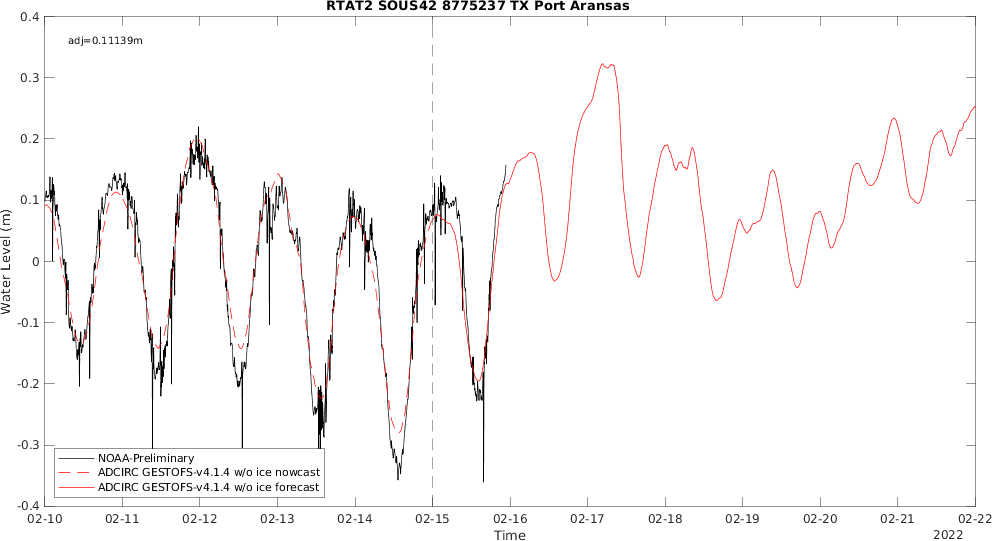 RTAT2 SOUS42 8775237 TX Port Aransas
adj=0.11139m
0.4
0.3
0.2
0.1
0
-0.1
-0.2
-0.3
-0.4
Water Level (m)
NOAA-Preliminary
ADCIRC GESTOFS-v4.1.4 w/o ice nowcast
ADCIRC GESTOFS-v4.1.4 w/o ice forecast
02-10 02-11 02-12 02-13 02-14 02-15 02-16 02-17 02-18 02-19 02-20 02-21 02-22
Time
2022